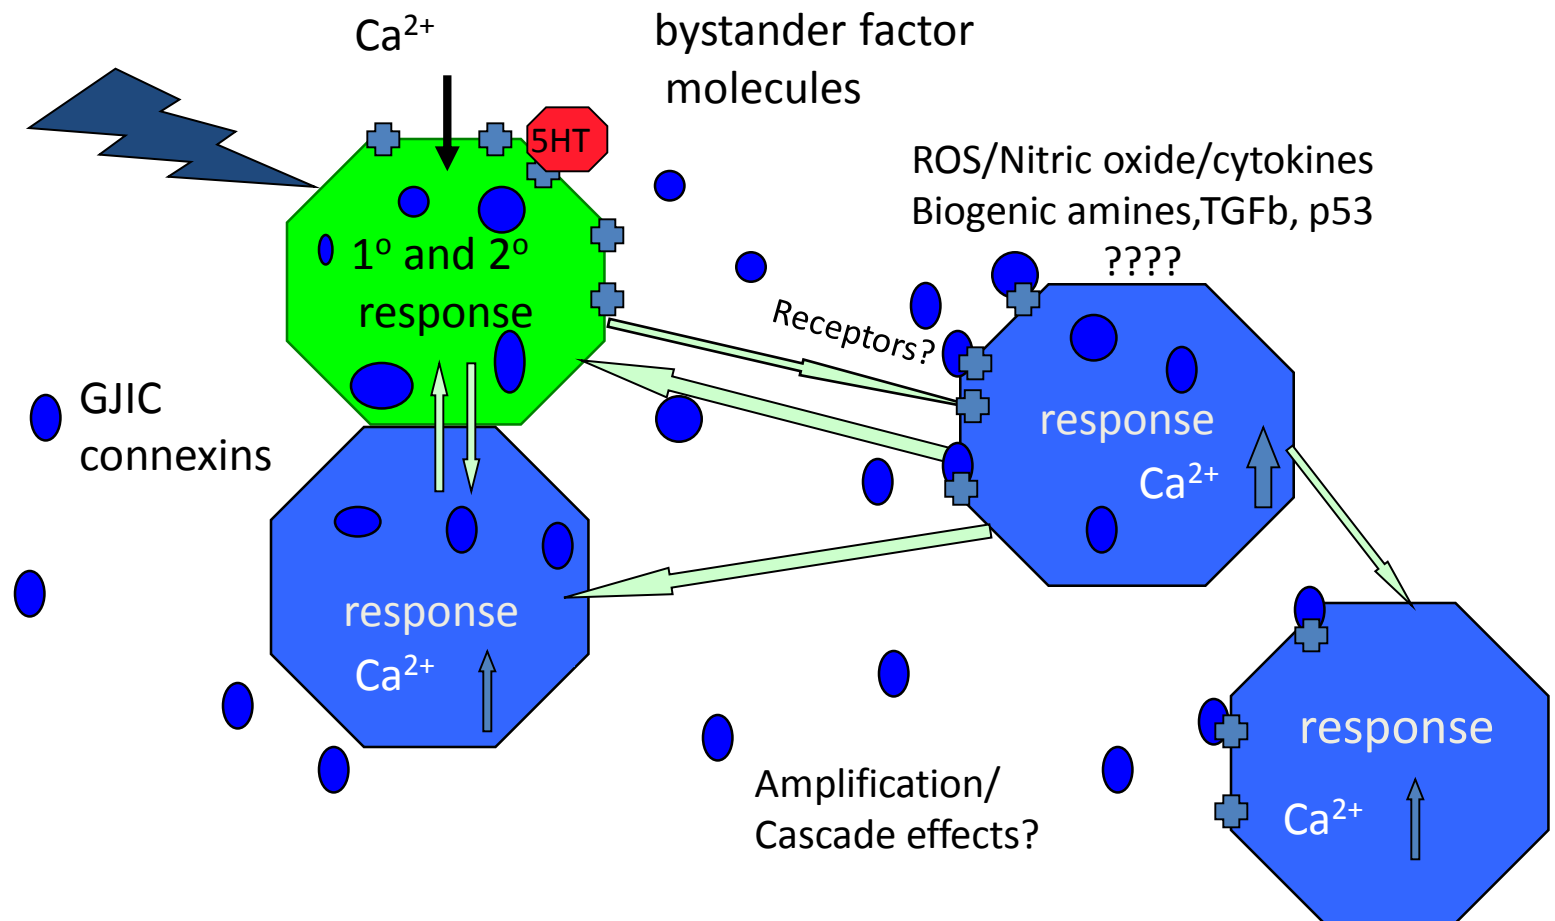 Ca²⁺
bystander factor
molecules
5HT
ROS/Nitric oxide/cytokines
Biogenic amines,TGFb, p53
????
1º and 2º
response
Receptors?
GJIC
connexins
response
Ca²⁺
response
Ca²⁺
response
Ca²⁺
Amplification/
Cascade effects?